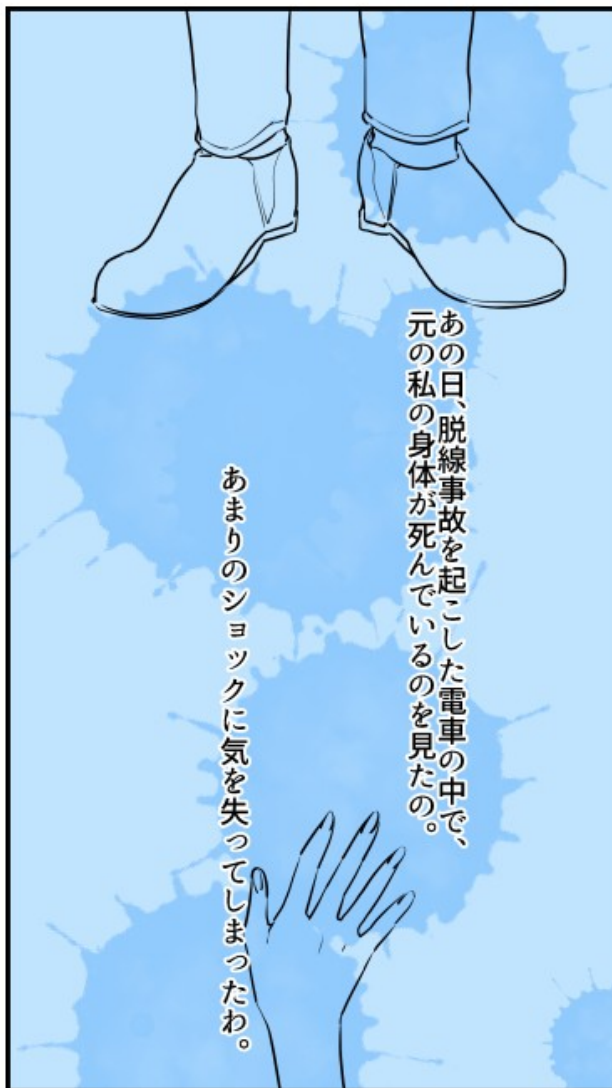 あの日、脱線事故を起こした電車の中で、
元の私の身体が死んでいるのを見たの。
あまりのショックに気を失ってしまったわ。